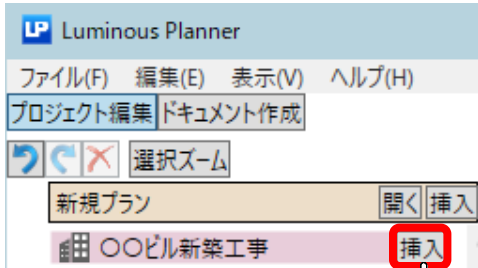 LP Luminous Planner
ファイル(F) 編集(E) 表示(V) ヘルプ(H)
プロジェクト編集 ドキュメント作成
選択ズーム
新規プラン 開く 挿入
〇〇ビル新築工事 挿入